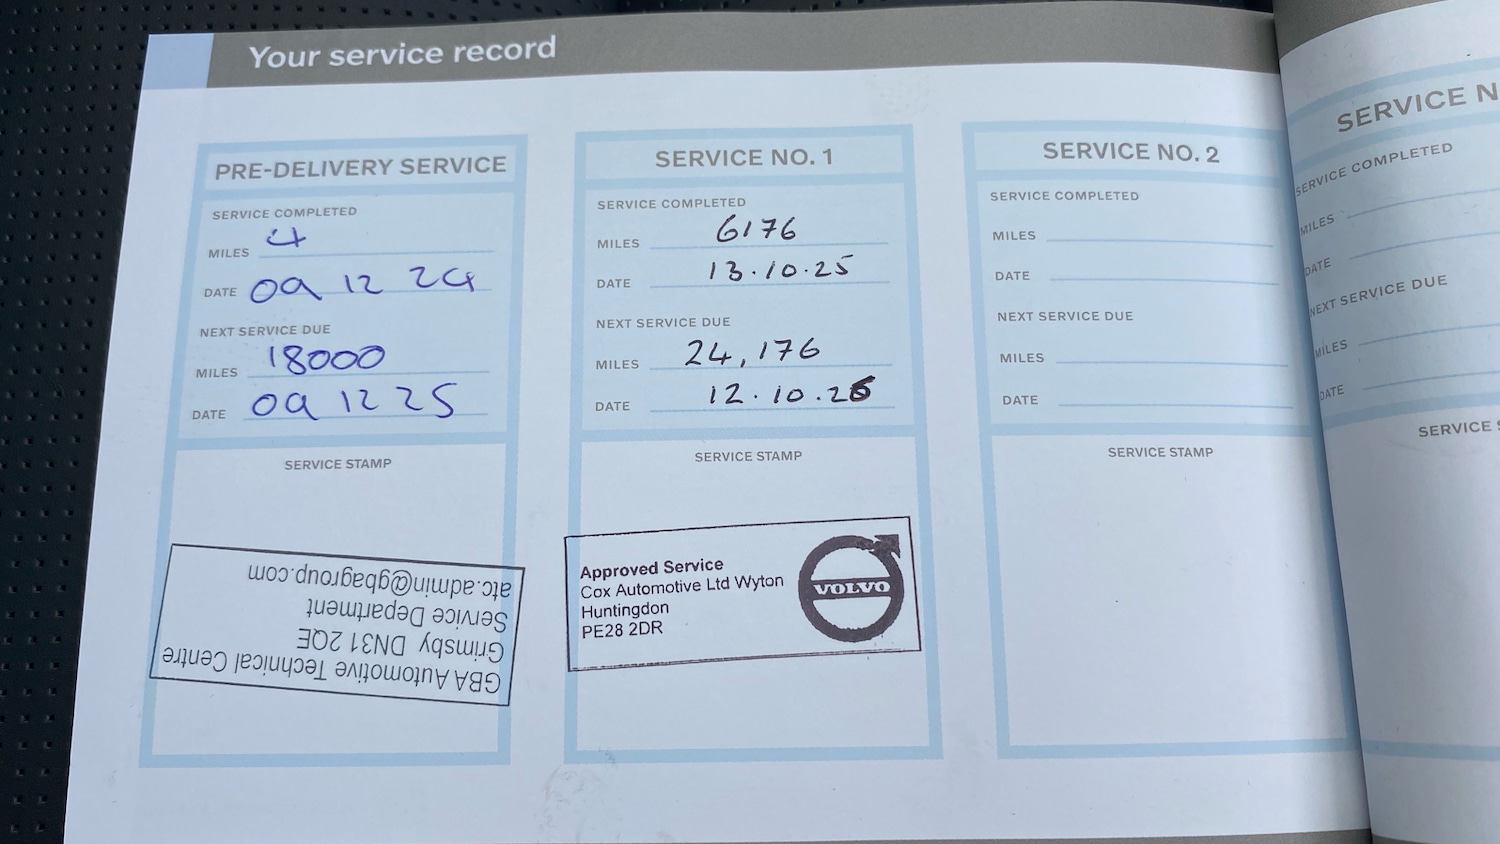 Your service record
PRE-DELIVERY SERVICE
SERVICE COMPLETED
MILES 4
DATE 09 12 24
NEXT SERVICE DUE
MILES 18000
DATE 09 12 25
SERVICE STAMP
GBA Automotive Technical Centre
Grimsby DN31 2QE
Service Department
atc.admin@gbagroup.com
SERVICE NO. 1
SERVICE COMPLETED
MILES 6176
DATE 13.10.25
NEXT SERVICE DUE
MILES 24,176
DATE 12.10.26
SERVICE STAMP
Approved Service
Cox Automotive Ltd Wyton
Huntingdon
PE28 2DR
VOLVO
SERVICE NO. 2
SERVICE COMPLETED
MILES
DATE
NEXT SERVICE DUE
MILES
DATE
SERVICE STAMP
SERVICE N
SERVICE COMPLETED
MILES
DATE
NEXT SERVICE DUE
MILES
DATE
SERVICE S